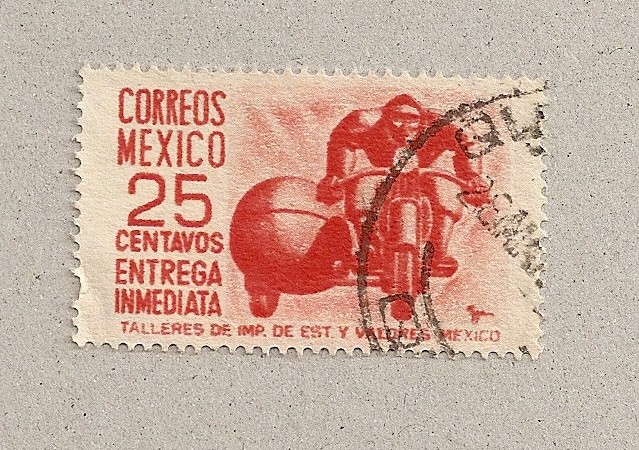 CORREOS
MEXICO
25
CENTAVOS
ENTREGA
INMEDIATA
TALLERES DE IMP. DE EST. Y VALORES MEXICO